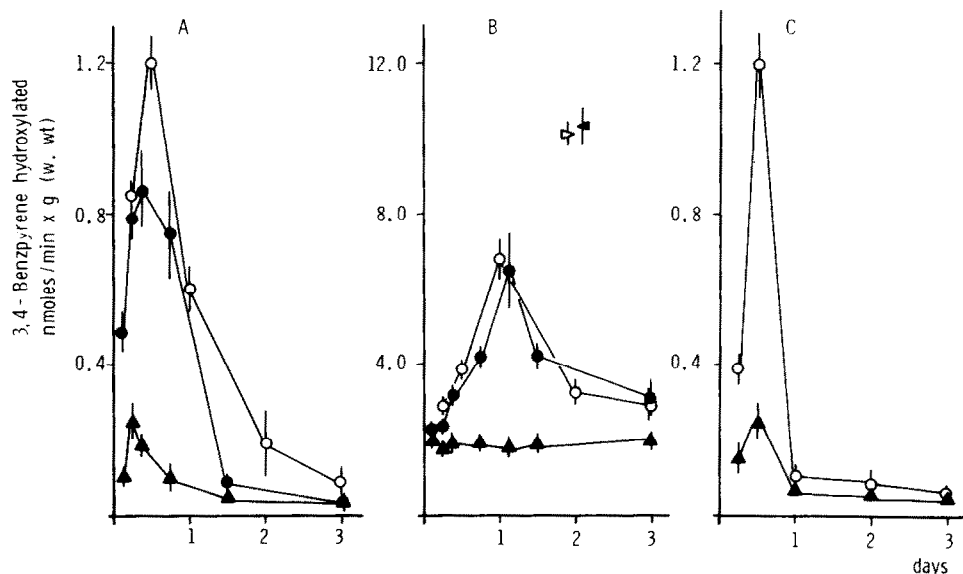 A
B
C
3,4 - Benzpyrene hydroxylated
nmoles/min x g (w. wt)
1.2
0.8
0.4
12.0
8.0
4.0
1.2
0.8
0.4
1 2 3
1 2 3
1 2 3
days